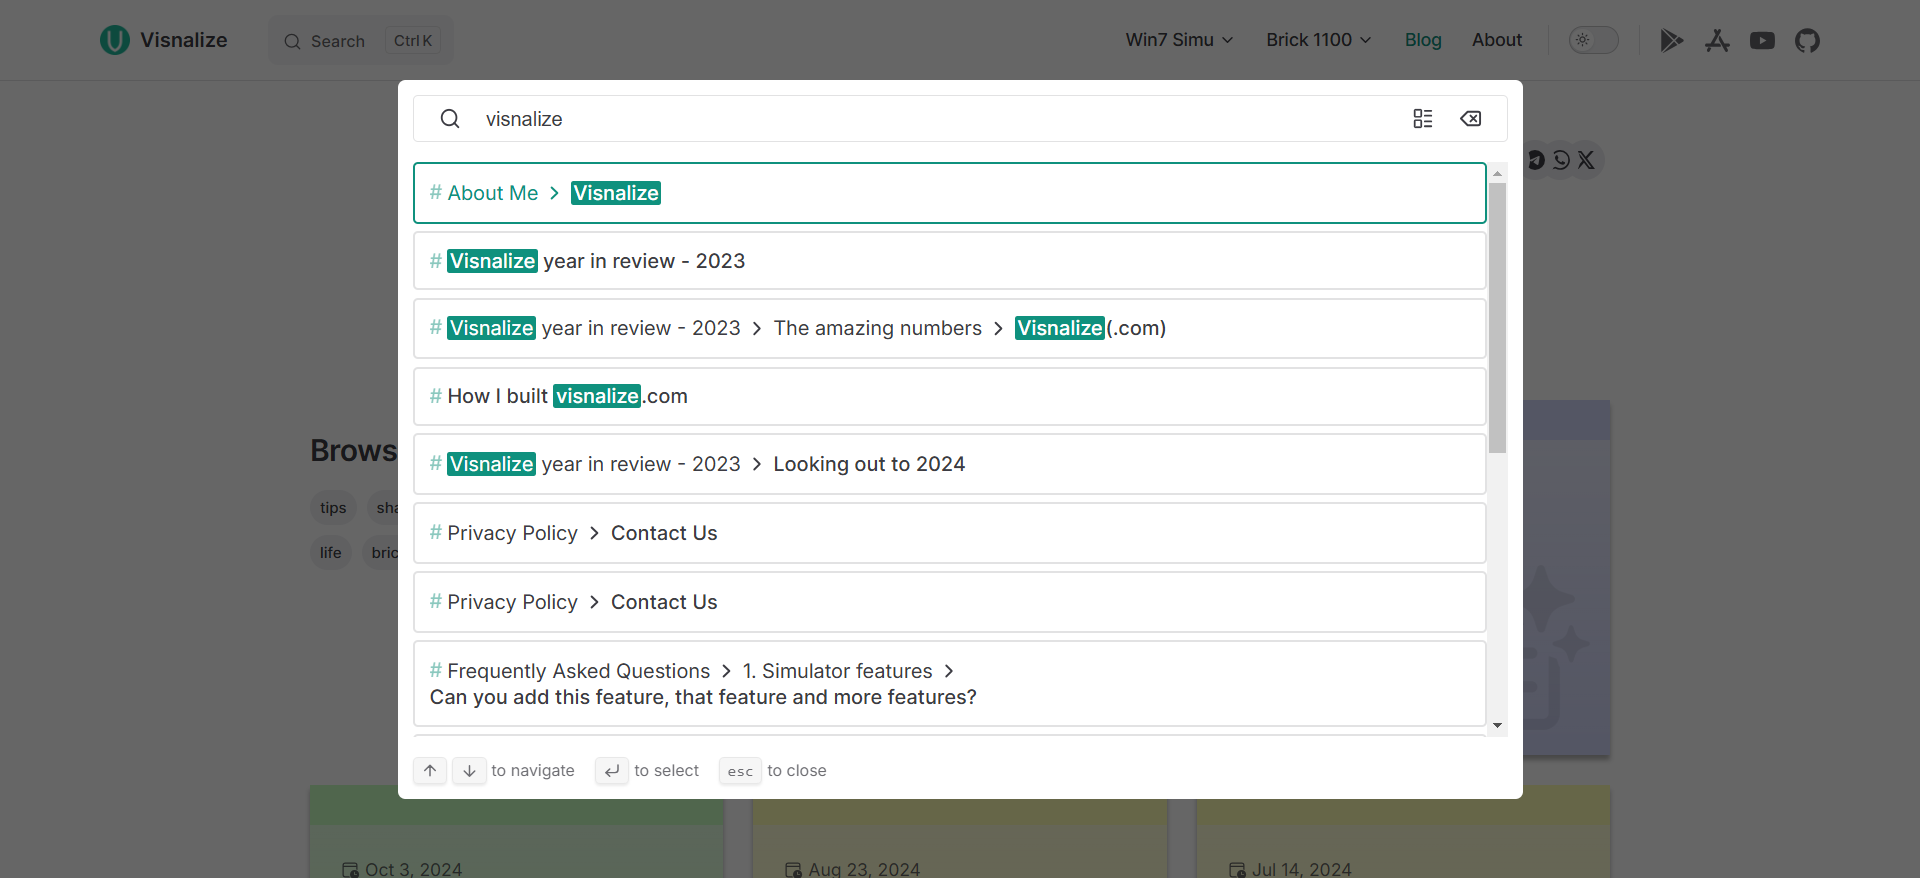 Visnalize
Search Ctrl K
Win7 Simu
Brick 1100
Blog
About
visnalize
# About Me > Visnalize
# Visnalize year in review - 2023
# Visnalize year in review - 2023 > The amazing numbers > Visnalize(.com)
# How I built visnalize.com
# Visnalize year in review - 2023 > Looking out to 2024
# Privacy Policy > Contact Us
# Privacy Policy > Contact Us
# Frequently Asked Questions > 1. Simulator features >
Can you add this feature, that feature and more features?
to navigate
to select
esc to close
Brows
tips
sha
life
bric
Oct 3, 2024
Aug 23, 2024
Jul 14, 2024